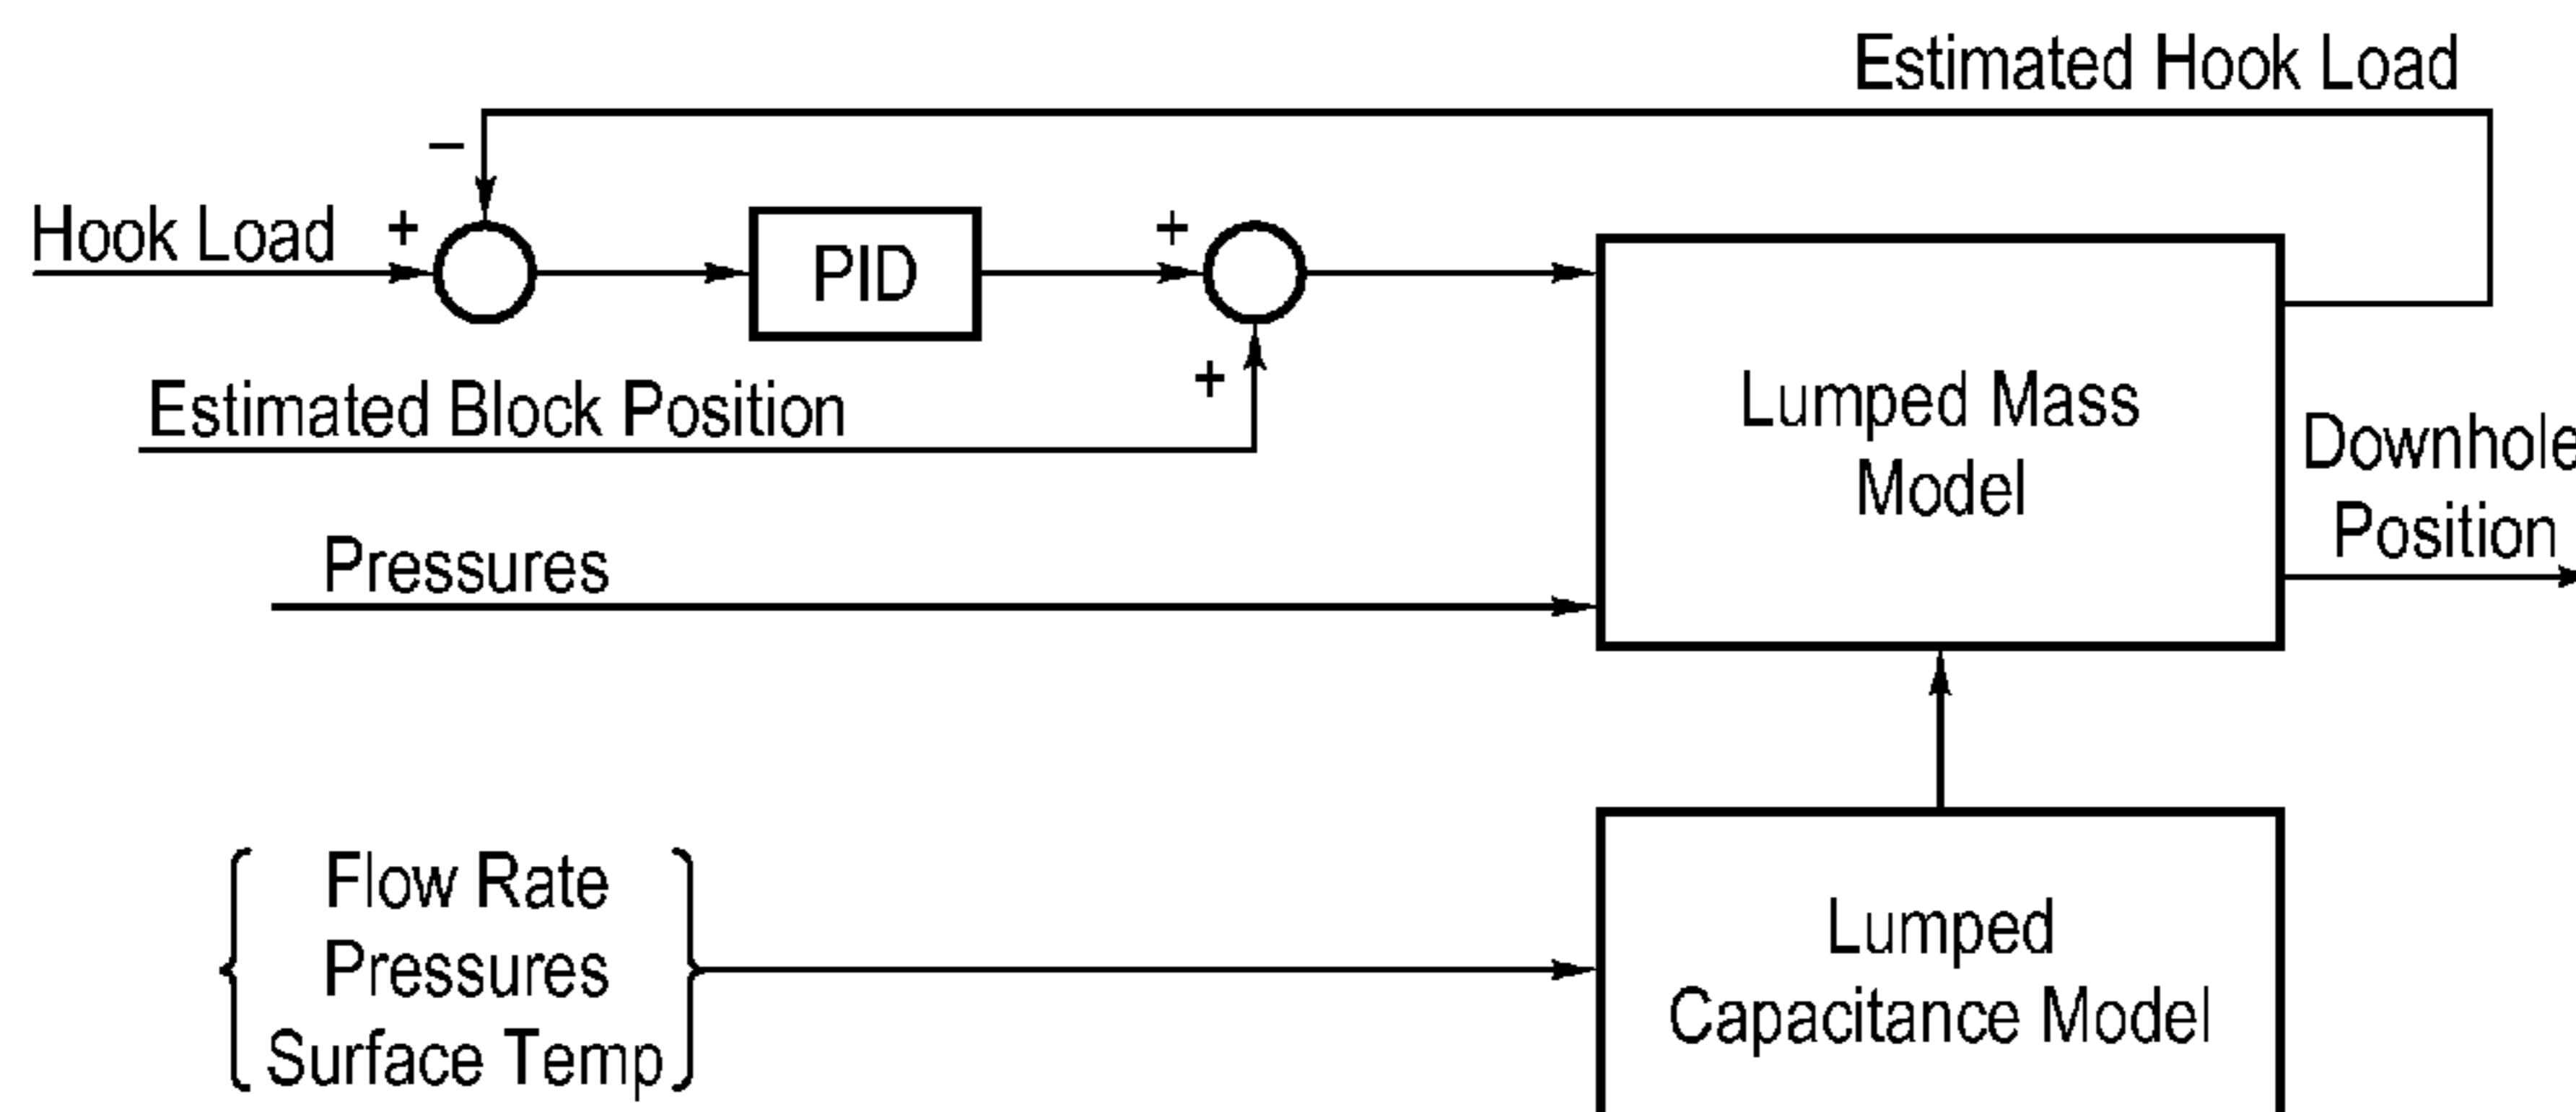 Estimated Hook Load
−
Hook Load
+
+
PID
+
Estimated Block Position
Lumped Mass
Model
Downhole
Position
Pressures
Flow Rate
Pressures
Surface Temp
Lumped
Capacitance Model